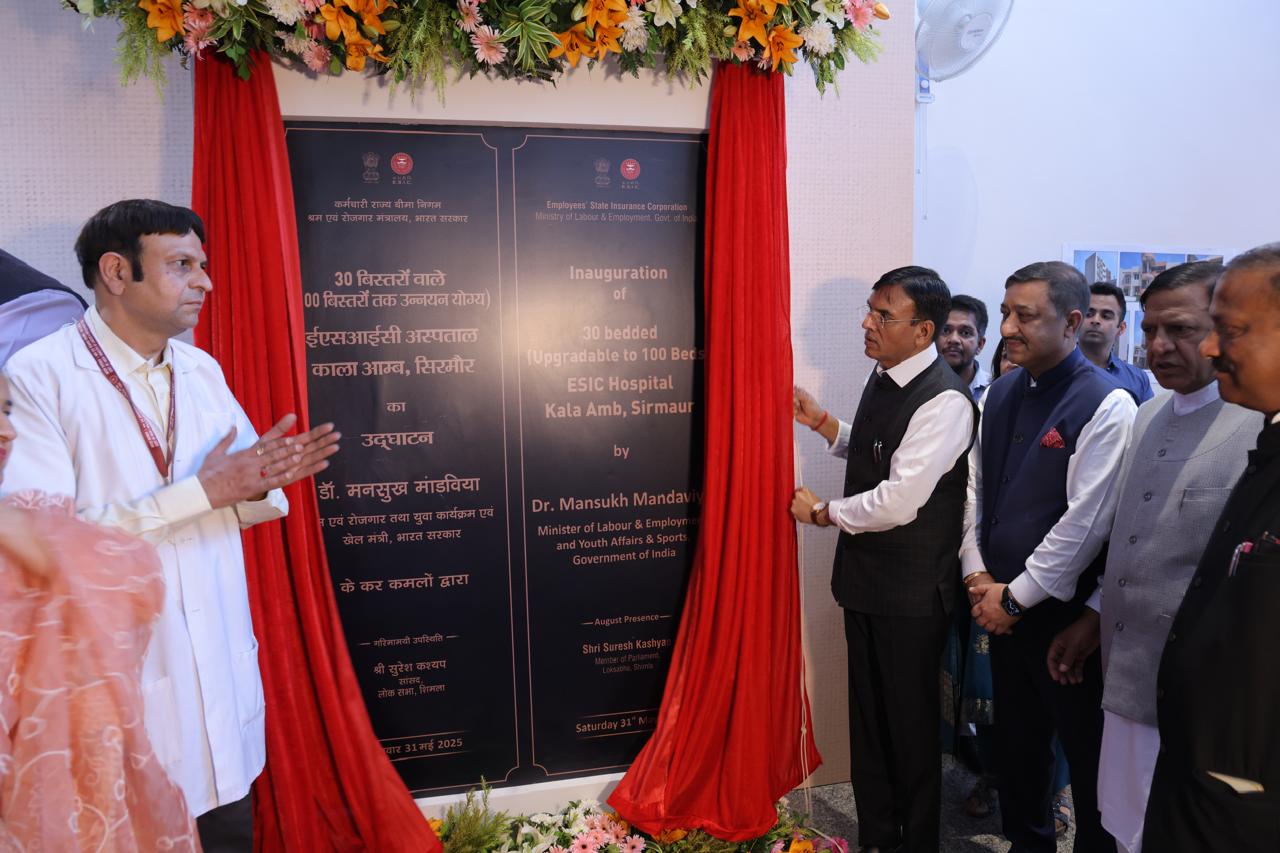 कर्मचारी राज्य बीमा निगम
श्रम एवं रोजगार मंत्रालय, भारत सरकार
30 बिस्तरों वाले
00 बिस्तरों तक उन्नयन योग्य)
ईएसआईसी अस्पताल
काला आम्ब, सिरमौर
का
उद्घाटन
डॉ. मनसुख मांडविया
एवं रोजगार तथा युवा कार्यक्रम एवं
खेल मंत्री, भारत सरकार
के कर कमलों द्वारा
गरिमामयी उपस्थिति
श्री सुरेश कश्यप
सांसद,
लोक सभा, शिमला
वार 31 मई 2025
E.S.I.C.
Employees' State Insurance Corporation
Ministry of Labour & Employment, Govt. of India
Inauguration
of
30 bedded
(Upgradable to 100 Beds
ESIC Hospital
Kala Amb, Sirmaur
by
Dr. Mansukh Mandaviy
Minister of Labour & Employme
and Youth Affairs & Sports,
Government of India
August Presence
Shri Suresh Kashyap
Member of Parliament,
Loksabha, Shimla
Saturday 31st May